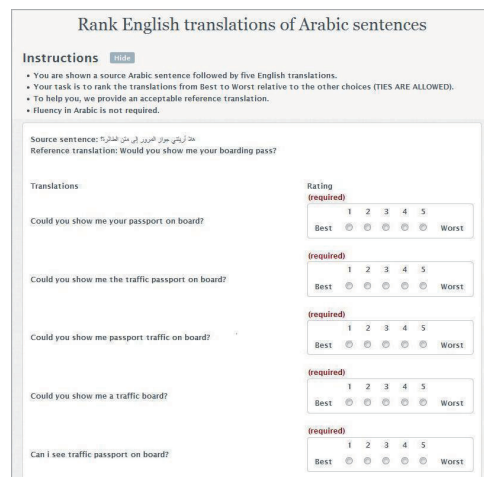 Rank English translations of Arabic sentences
Instructions Hide
• You are shown a source Arabic sentence followed by five English translations.
• Your task is to rank the translations from Best to Worst relative to the other choices (TIES ARE ALLOWED).
• To help you, we provide an acceptable reference translation.
• Fluency in Arabic is not required.
Source sentence: هلا أريتني جواز المرور إلى متن الطائرة؟
Reference translation: Would you show me your boarding pass?
Translations Rating
(required)
1 2 3 4 5
Could you show me your passport on board?
Best Worst
(required)
1 2 3 4 5
Could you show me the traffic passport on board?
Best Worst
(required)
1 2 3 4 5
Could you show me passport traffic on board?
Best Worst
(required)
1 2 3 4 5
Could you show me a traffic board?
Best Worst
(required)
1 2 3 4 5
Can i see traffic passport on board?
Best Worst